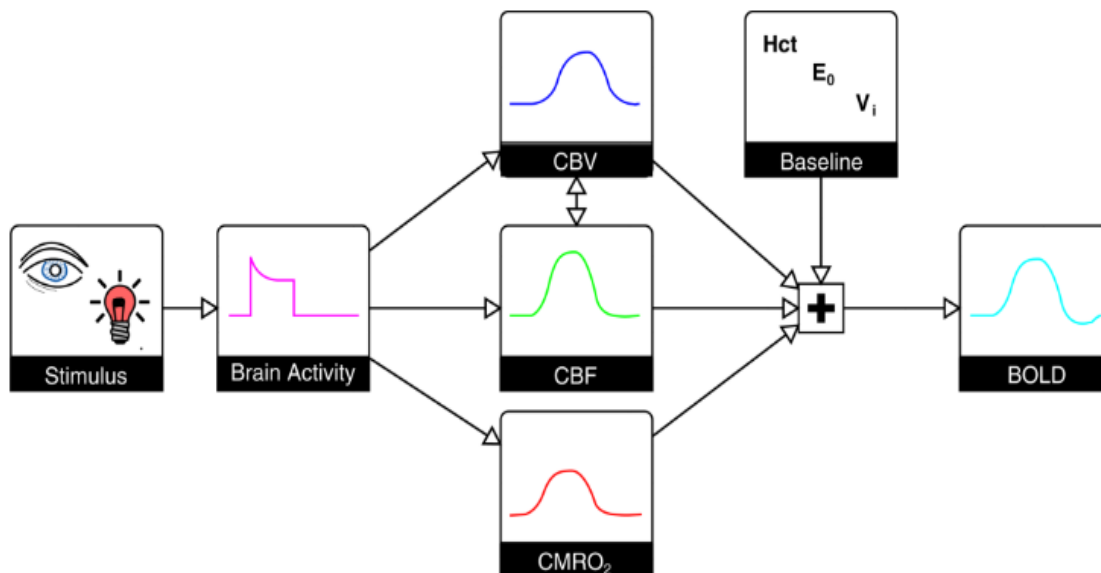 Hct
E₀
Vᵢ
CBV
Baseline
Stimulus
Brain Activity
CBF
BOLD
CMRO₂